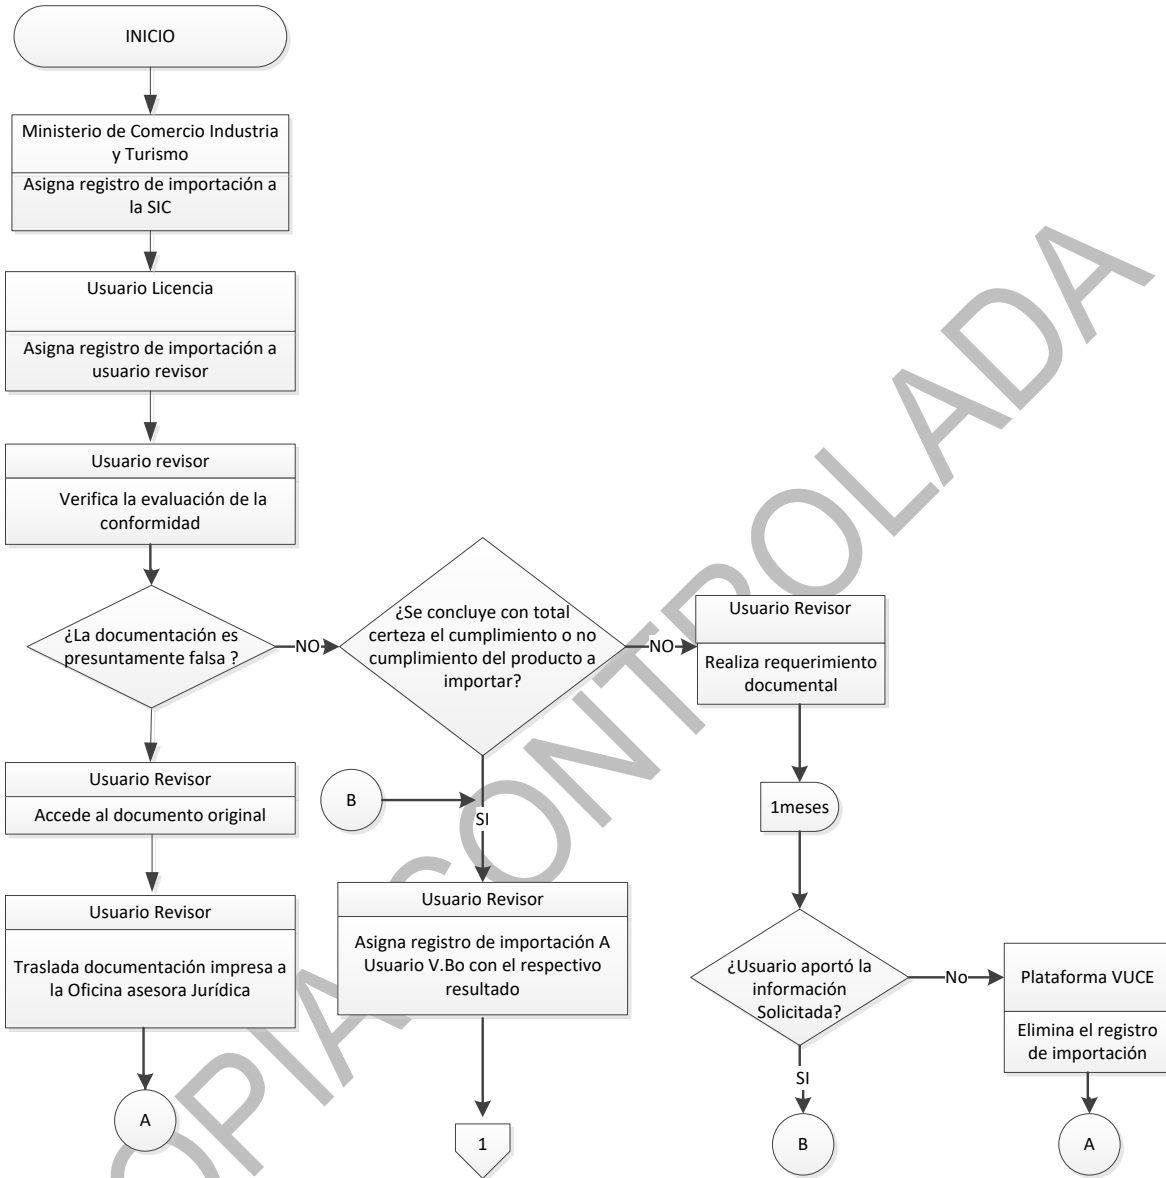 INICIO
Ministerio de Comercio Industria
y Turismo
Asigna registro de importación a
la SIC
Usuario Licencia
Asigna registro de importación a
usuario revisor
Usuario revisor
Verifica la evaluación de la
conformidad
¿La documentación es
presuntamente falsa ?
NO
¿Se concluye con total
certeza el cumplimiento o no
cumplimiento del producto a
importar?
NO
Usuario Revisor
Realiza requerimiento
documental
Usuario Revisor
Accede al documento original
B
SI
1meses
Usuario Revisor
Traslada documentación impresa a
la Oficina asesora Jurídica
Usuario Revisor
Asigna registro de importación A
Usuario V.Bo con el respectivo
resultado
¿Usuario aportó la
información
Solicitada?
No
Plataforma VUCE
Elimina el registro
de importación
SI
A
1
B
A
OPIA CONTROLADA